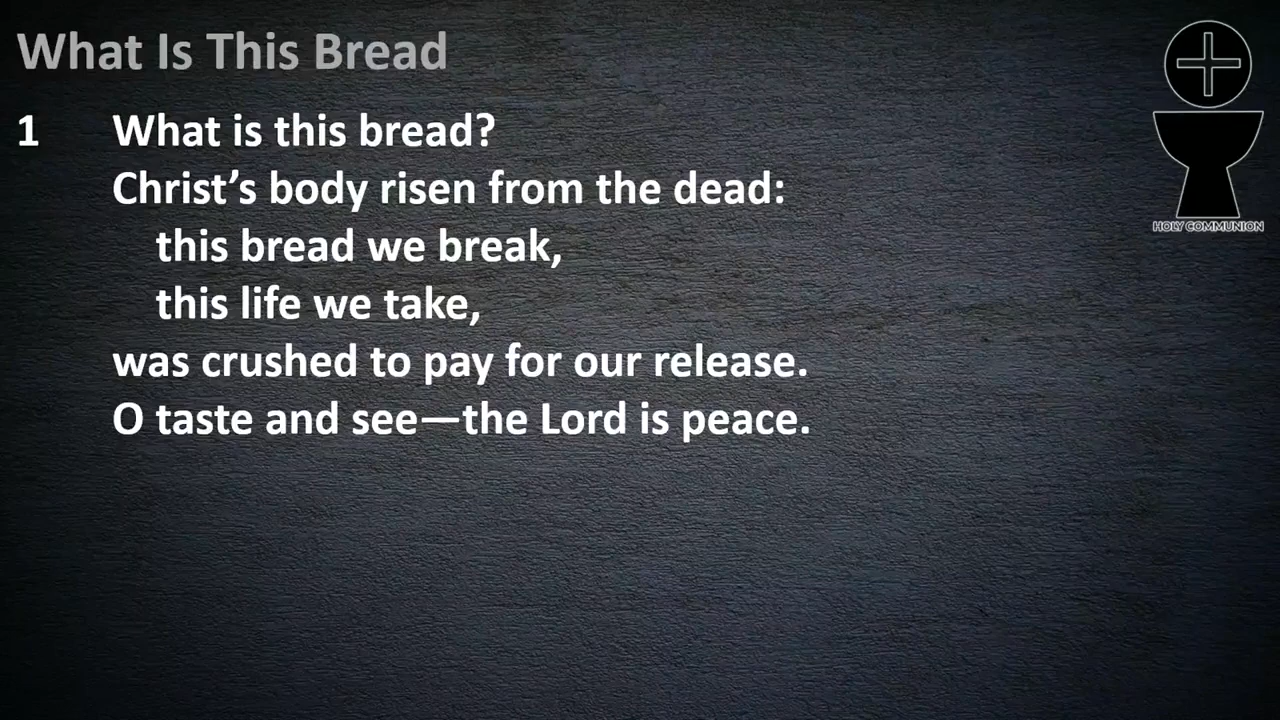 What Is This Bread
1 What is this bread?
Christ’s body risen from the dead:
this bread we break,
this life we take,
was crushed to pay for our release.
O taste and see—the Lord is peace.
HOLY COMMUNION